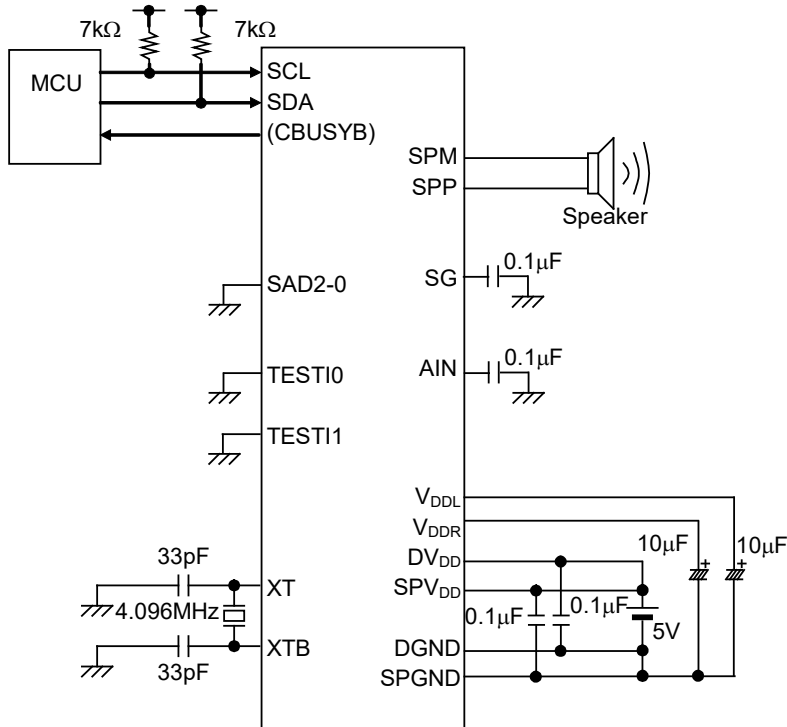 7kΩ
7kΩ
MCU
SCL
SDA
(CBUSYB)
SPM
SPP
Speaker
SAD2-0
SG
0.1μF
TESTI0
AIN
0.1μF
TESTI1
VDDL
VDDR
10μF
10μF
33pF
DVDD
XT
SPVDD
4.096MHz
0.1μF
0.1μF
5V
XTB
DGND
33pF
SPGND